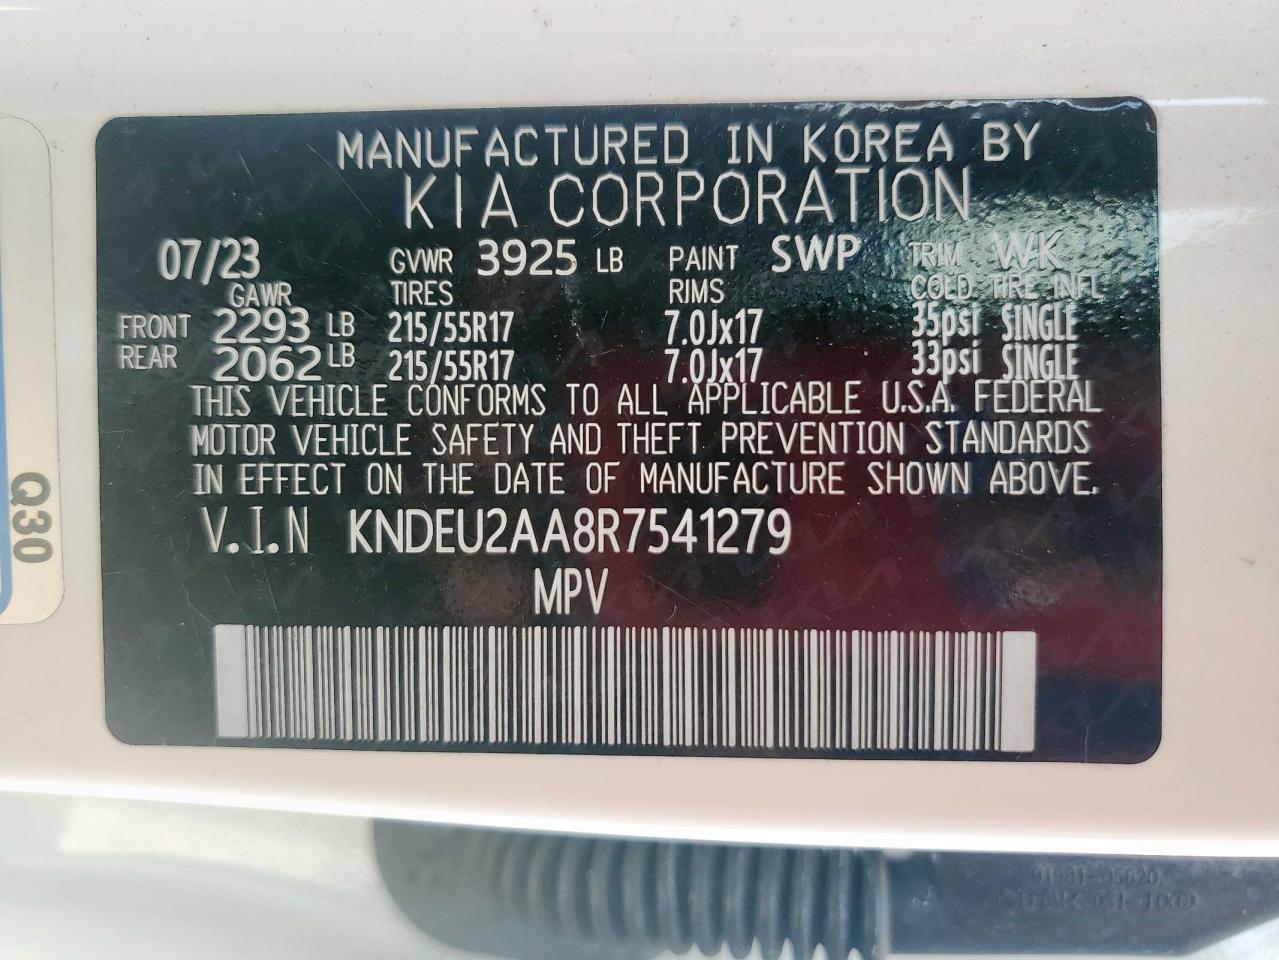 MANUFACTURED IN KOREA BY
KIA CORPORATION
07/23 GVWR 3925 LB PAINT SWP TRIM WK
GAWR TIRES RIMS COLD TIRE INFL
FRONT 2293 LB 215/55R17 7.0Jx17 35psi SINGLE
REAR 2062 LB 215/55R17 7.0Jx17 33psi SINGLE
THIS VEHICLE CONFORMS TO ALL APPLICABLE U.S.A. FEDERAL
MOTOR VEHICLE SAFETY AND THEFT PREVENTION STANDARDS
IN EFFECT ON THE DATE OF MANUFACTURE SHOWN ABOVE.
V.I.N KNDEU2AA8R7541279
MPV
Q30